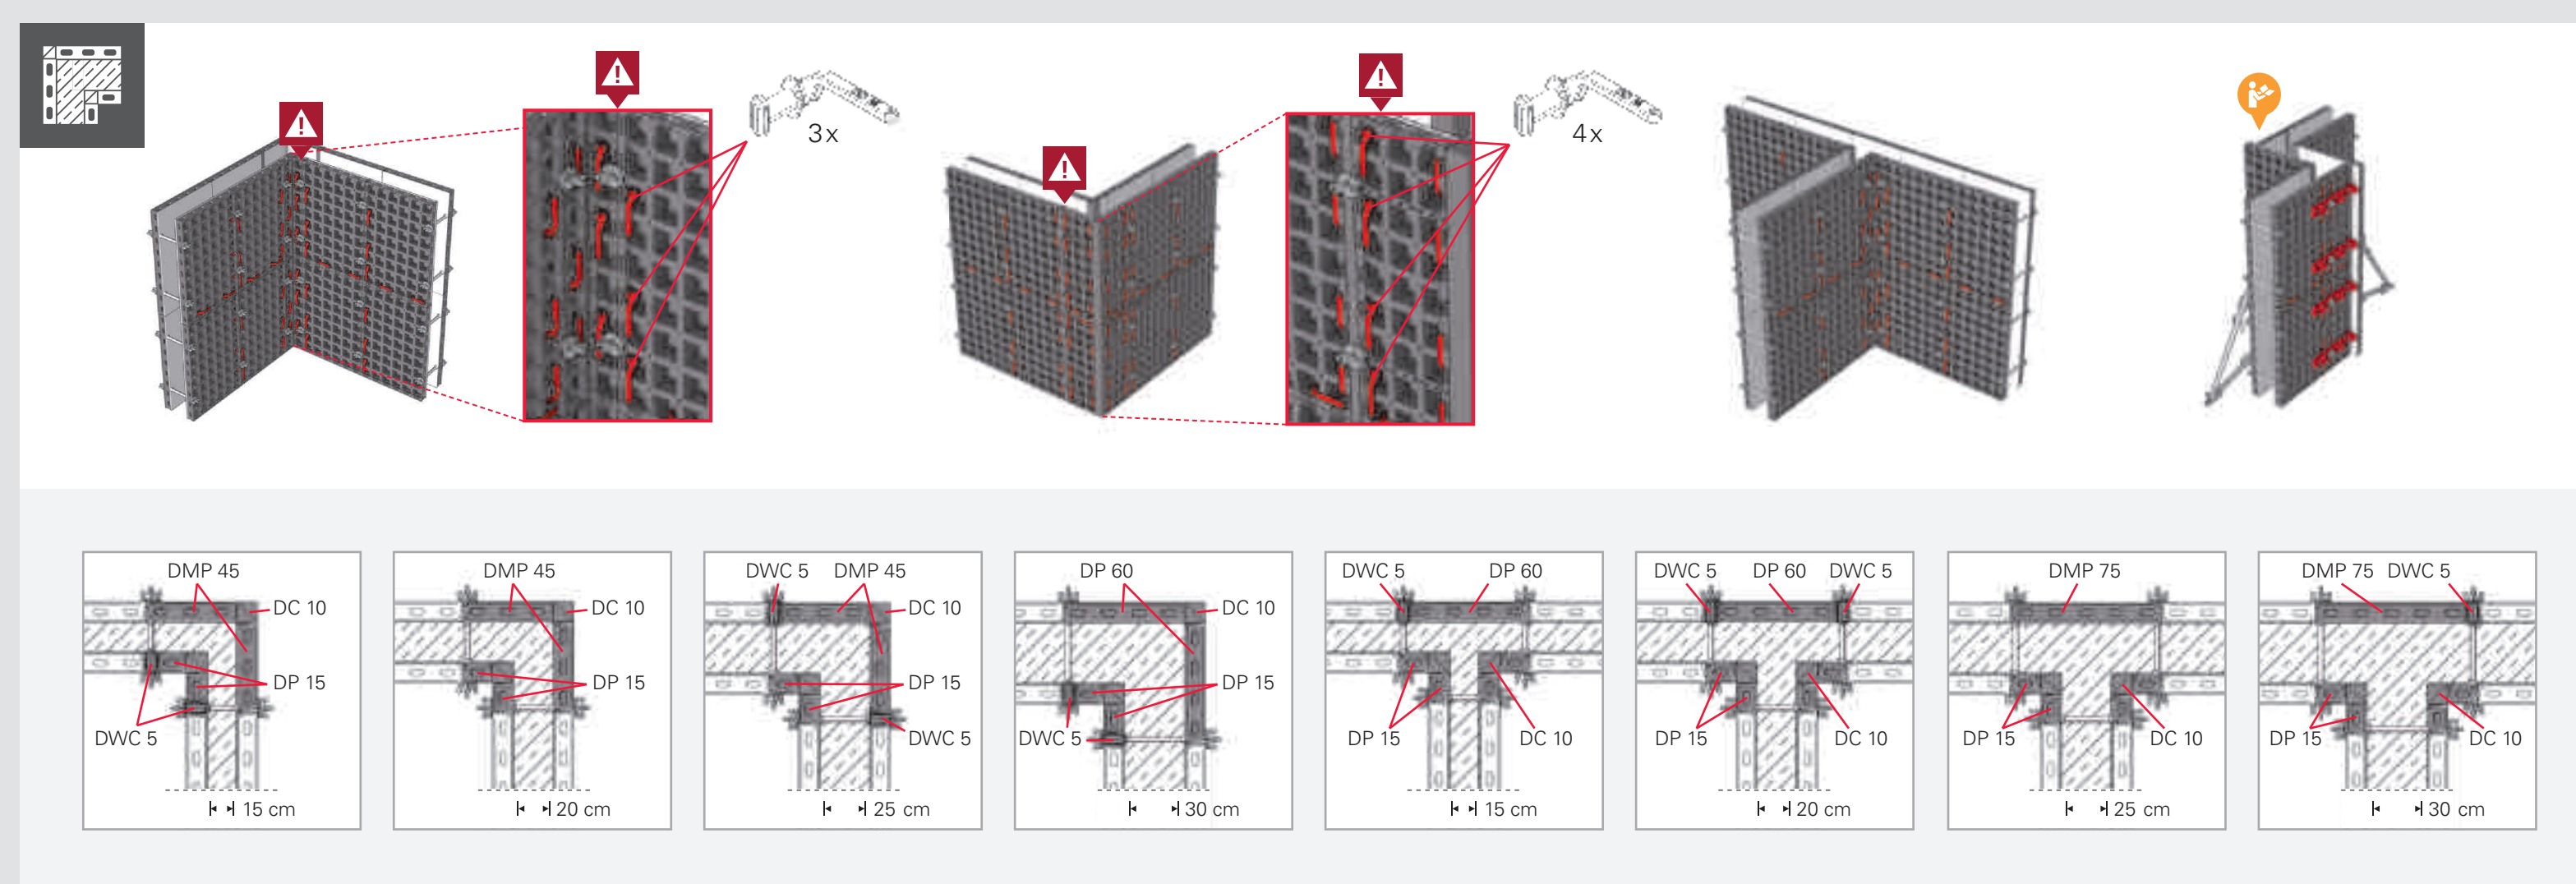 !
!
3x
!
!
4x
DMP 45
DC 10
DP 15
DWC 5
15 cm
DMP 45
DC 10
DP 15
20 cm
DWC 5 DMP 45
DC 10
DP 15
DWC 5
25 cm
DP 60
DC 10
DP 15
DWC 5
30 cm
DWC 5 DP 60
DP 15 DC 10
15 cm
DWC 5 DP 60 DWC 5
DP 15 DC 10
20 cm
DMP 75
DP 15 DC 10
25 cm
DMP 75 DWC 5
DP 15 DC 10
30 cm